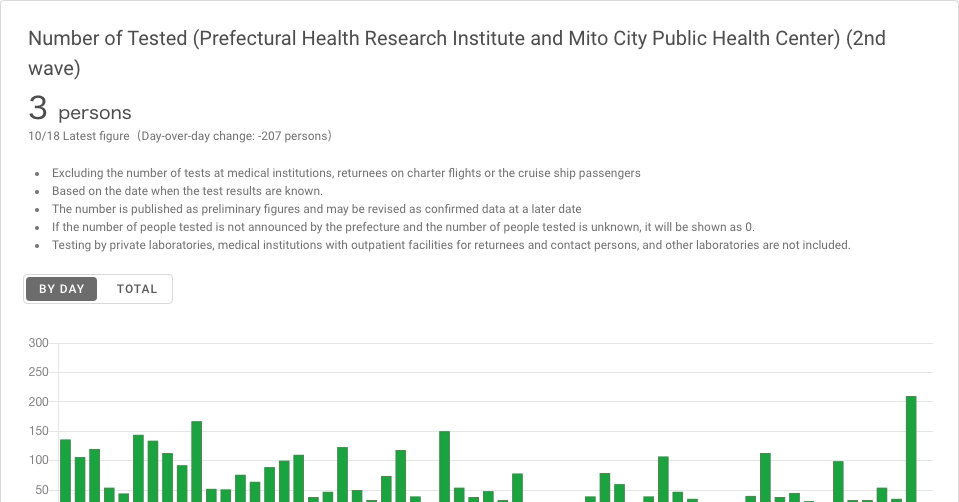 Number of Tested (Prefectural Health Research Institute and Mito City Public Health Center) (2nd
wave)
3 persons
10/18 Latest figure（Day-over-day change: -207 persons）
• Excluding the number of tests at medical institutions, returnees on charter flights or the cruise ship passengers
• Based on the date when the test results are known.
• The number is published as preliminary figures and may be revised as confirmed data at a later date
• If the number of people tested is not announced by the prefecture and the number of people tested is unknown, it will be shown as 0.
• Testing by private laboratories, medical institutions with outpatient facilities for returnees and contact persons, and other laboratories are not included.
BY DAY TOTAL
300
250
200
150
100
50